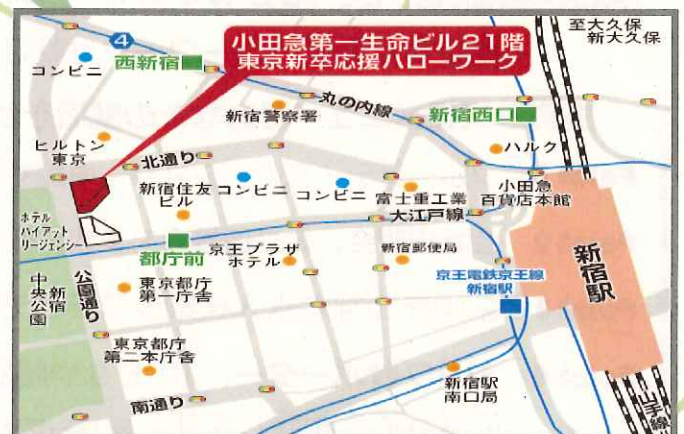 小田急第一生命ビル21階
東京新卒応援ハローワーク
至大久保
新大久保
4
コンビニ
西新宿
新宿警察署
丸の内線
新宿西口
ハルク
ヒルトン
東京
北通り
新宿住友
ビル
コンビニ
コンビニ
富士重工業
小田急
百貨店本館
大江戸線
ホテル
ハイアット
リージェンシー
都庁前
京王プラザ
ホテル
新宿郵便局
新宿駅
京王電鉄京王線
新宿駅
新宿
中央公園
公園通り
東京都庁
第一庁舎
東京都庁
第二本庁舎
南通り
新宿駅
南口局
山手線